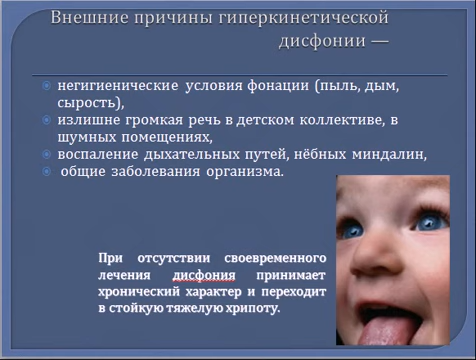 Внешние причины гиперкинетической
дисфонии —
негигиенические условия фонации (пыль, дым,
сырость),
излишне громкая речь в детском коллективе, в
шумных помещениях,
воспаление дыхательных путей, нёбных миндалин,
общие заболевания организма.
При отсутствии своевременного
лечения дисфония принимает
хронический характер и переходит
в стойкую тяжелую хрипоту.